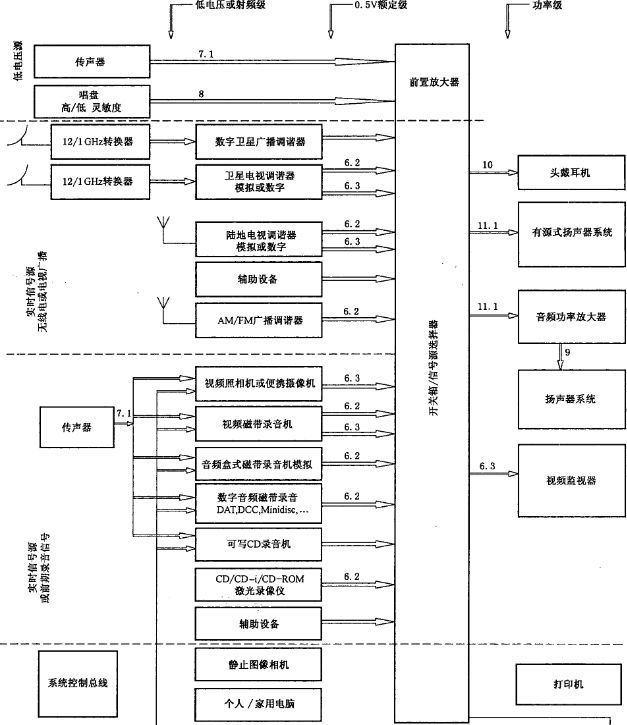 低电压或射频级
0.5V额定级
功率级
低电压源
传声器
7.1
唱盘
高/低 灵敏度
8
前置放大器
12/1GHz转换器
数字卫星广播调谐器
12/1GHz转换器
卫星电视调谐器
模拟或数字
6.2
6.3
10
头戴耳机
实时信号源
无线电或电视广播
陆地电视调谐器
模拟或数字
6.2
6.3
11.1
有源式扬声器系统
辅助设备
AM/FM广播调谐器
6.2
11.1
音频功率放大器
9
开关箱/信号源选择器
扬声器系统
实时信号源
或前期录音信号
传声器
7.1
视频照相机或便携摄像机
6.3
视频磁带录音机
6.2
6.3
音频盒式磁带录音机模拟
6.2
6.3
视频监视器
数字音频磁带录音
DAT,DCC,Minidisc,…
6.2
可写CD录音机
CD/CD-i/CD-ROM
激光录像仪
6.2
辅助设备
系统控制总线
静止图像相机
个人/家用电脑
打印机